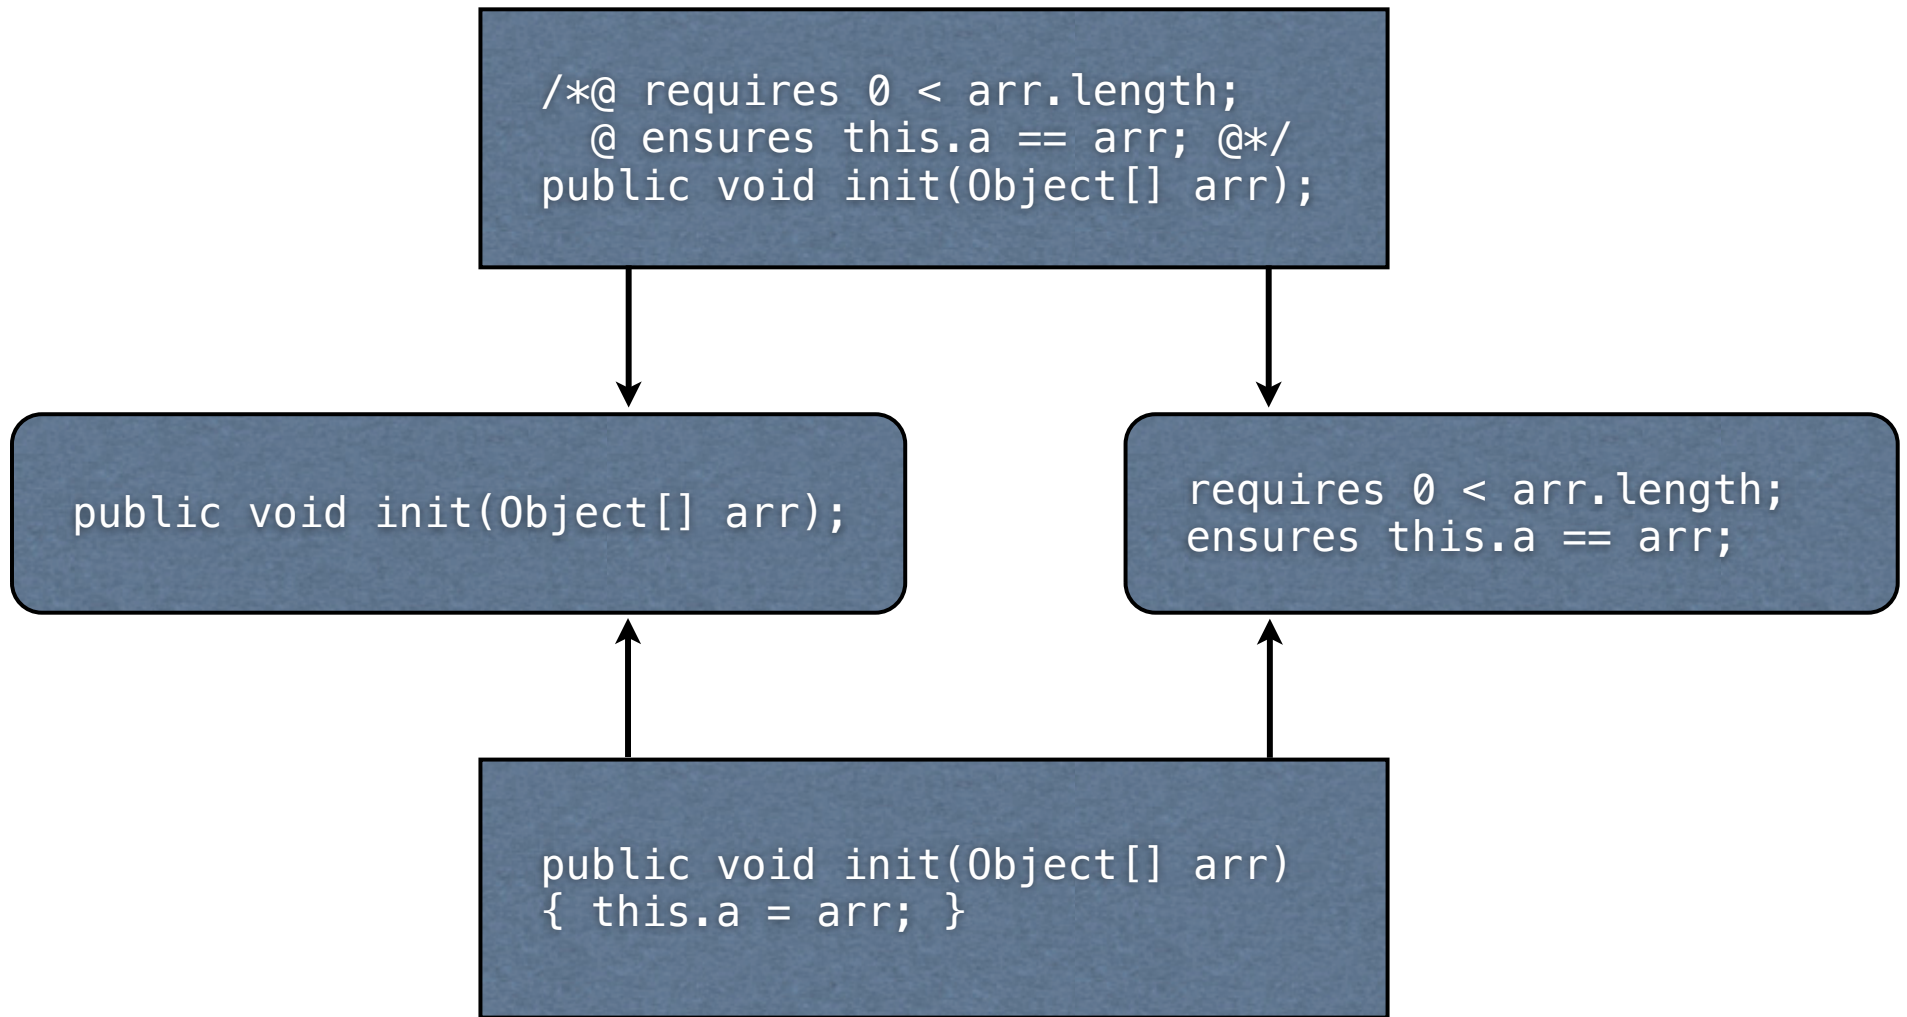 /*@ requires 0 < arr.length;
  @ ensures this.a == arr; @*/
public void init(Object[] arr);
public void init(Object[] arr);
requires 0 < arr.length;
ensures this.a == arr;
public void init(Object[] arr)
{ this.a = arr; }